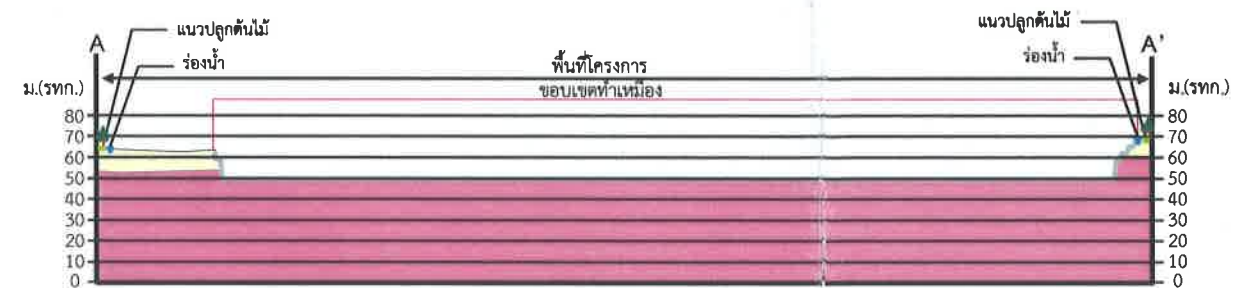 แนวปลูกต้นไม้
แนวปลูกต้นไม้
A
A'
ร่องน้ำ
ร่องน้ำ
พื้นที่โครงการ
ม.(รทก.)
ม.(รทก.)
ขอบเขตทำเหมือง
80
80
70
70
60
60
50
50
40
40
30
30
20
20
10
10
0
0